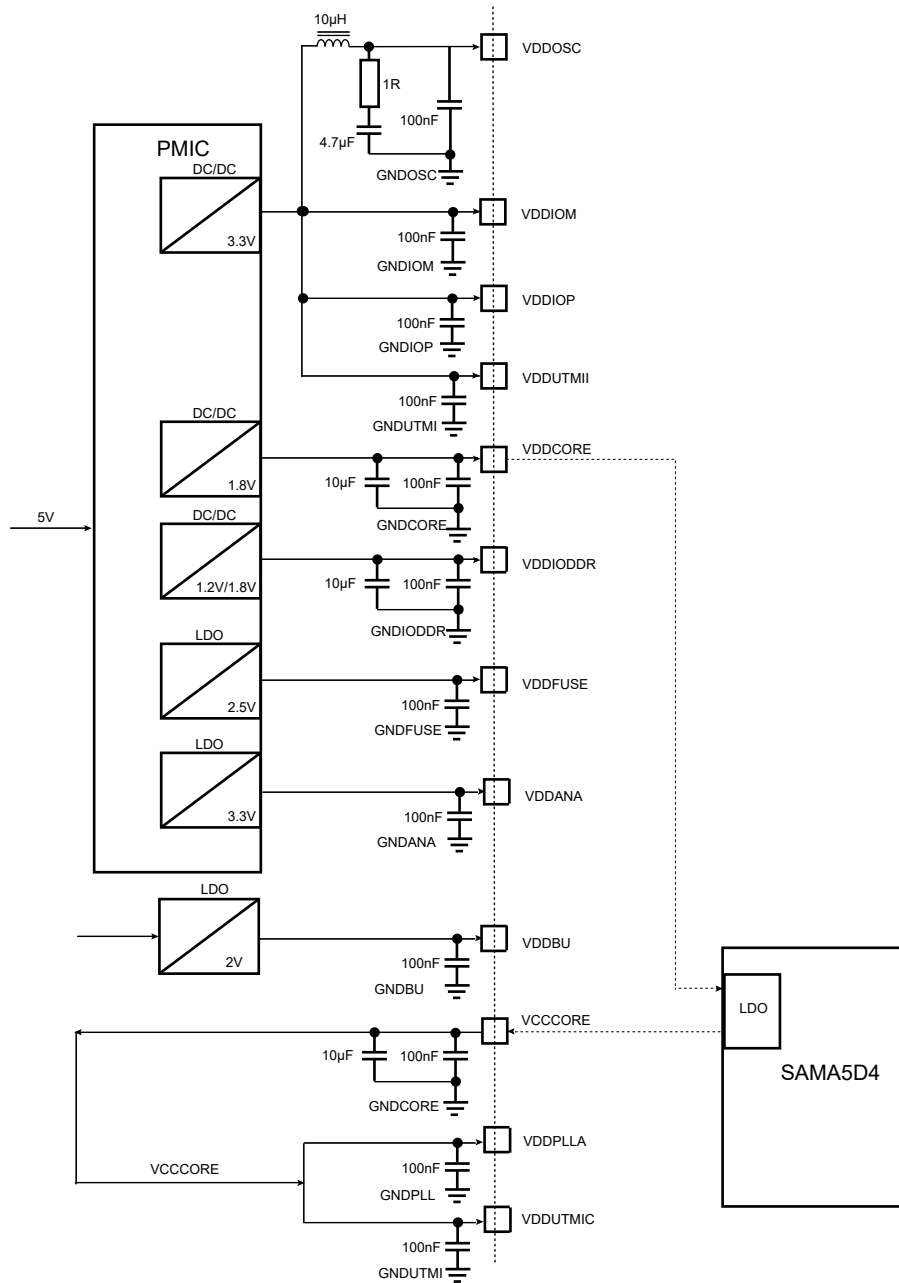 10µH
VDDOSC
1R
100nF
4.7µF
GNDOSC
PMIC
DC/DC
3.3V
VDDIOM
100nF
GNDIOM
VDDIOP
100nF
GNDIOP
VDDUTMII
100nF
GNDUTMI
DC/DC
1.8V
VDDCORE
10µF
100nF
GNDCORE
5V
DC/DC
1.2V/1.8V
VDDIODDR
10µF
100nF
GNDIODDR
LDO
2.5V
VDDFUSE
100nF
GNDFUSE
LDO
3.3V
VDDANA
100nF
GNDANA
LDO
2V
VDDBU
100nF
GNDBU
VCCCORE
10µF
100nF
GNDCORE
LDO
SAMA5D4
VDDPLLA
100nF
GNDPLL
VCCCORE
VDDUTMIC
100nF
GNDUTMI